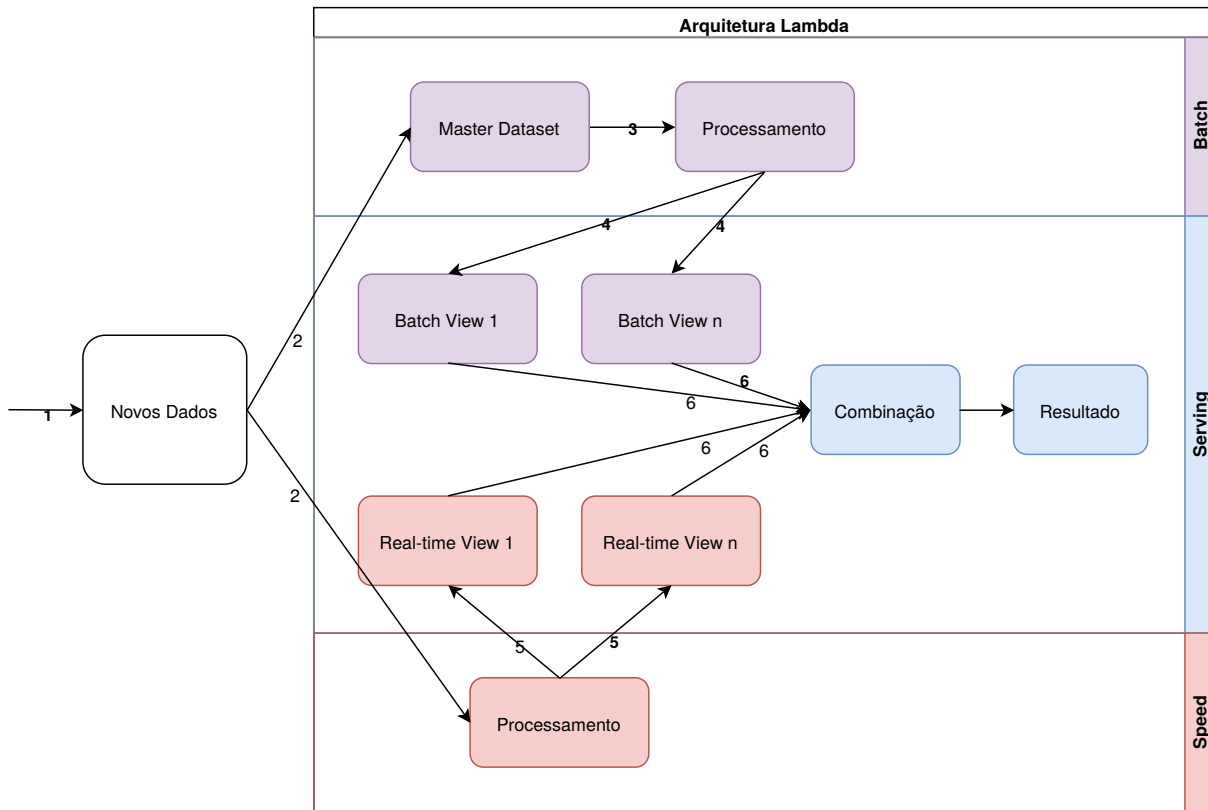 Arquitetura Lambda
Batch
Master Dataset
3
Processamento
4
4
Serving
Batch View 1
Batch View n
2
1
Novos Dados
6
6
Combinação
Resultado
6
6
2
Real-time View 1
Real-time View n
5
5
Speed
Processamento